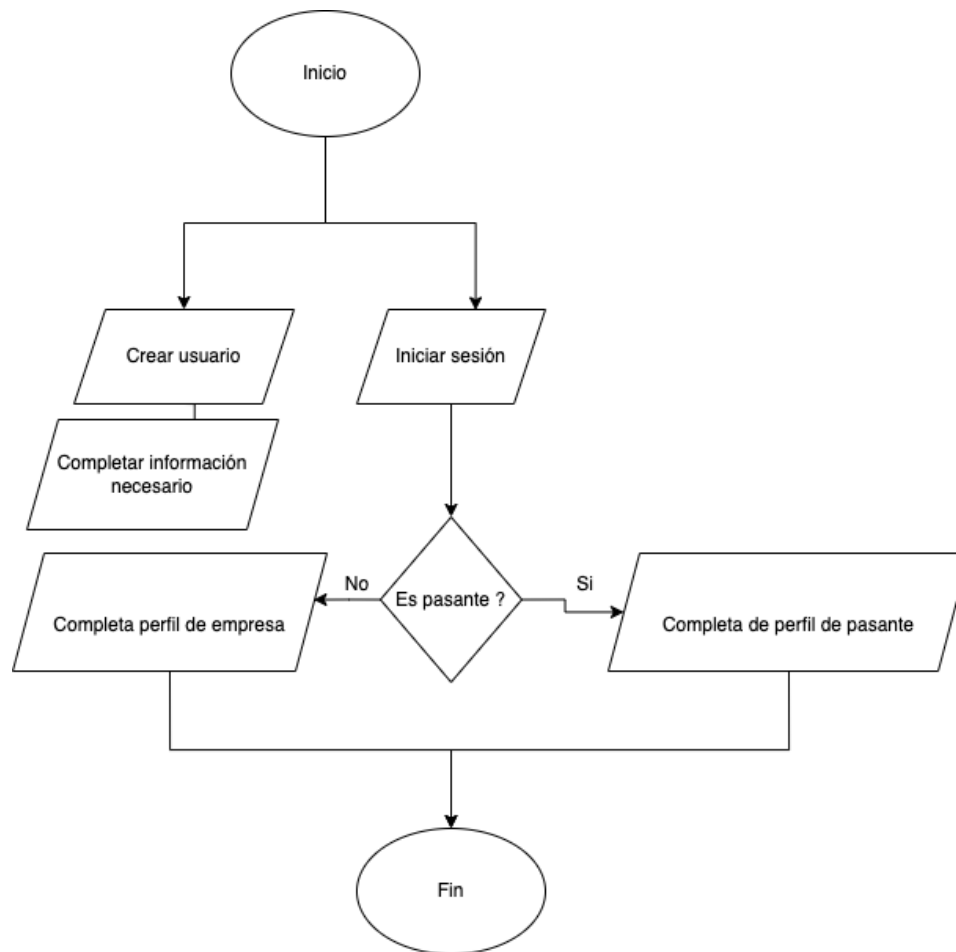 Inicio
Crear usuario
Iniciar sesión
Completar información
necesario
No
Es pasante ?
Si
Completa perfil de empresa
Completa de perfil de pasante
Fin